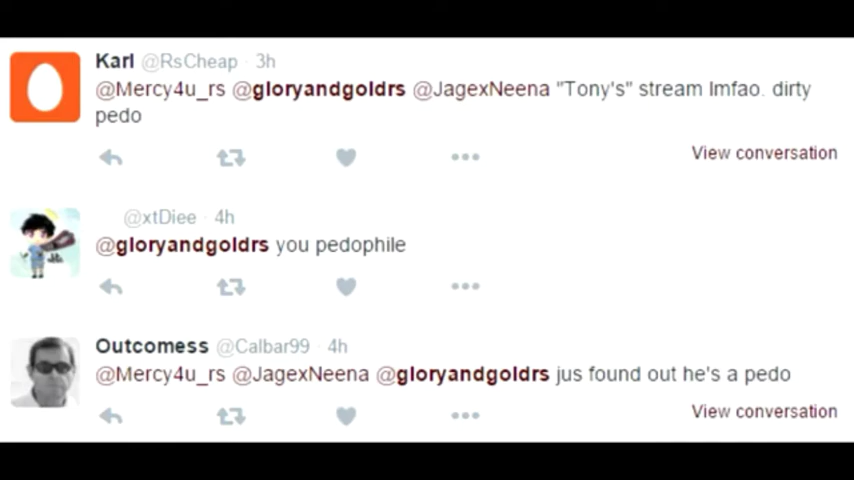 Karl @RsCheap · 3h
@Mercy4u_rs @gloryandgoldrs @JagexNeena "Tony's" stream lmfao. dirty
pedo
View conversation
@xtDiee · 4h
@gloryandgoldrs you pedophile
Outcomess @Calbar99 · 4h
@Mercy4u_rs @JagexNeena @gloryandgoldrs jus found out he's a pedo
View conversation